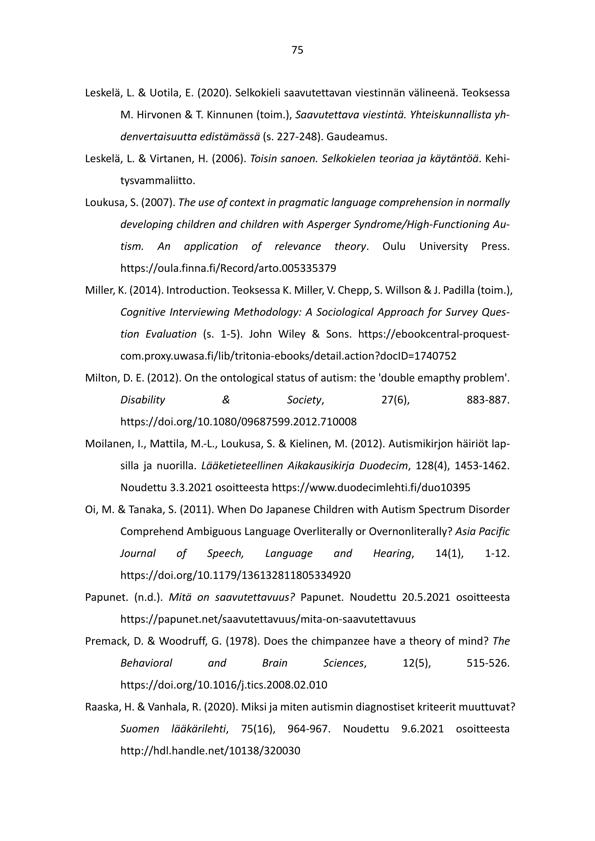 75
Leskelä, L. & Uotila, E. (2020). Selkokieli saavutettavan viestinnän välineenä. Teoksessa
M. Hirvonen & T. Kinnunen (toim.), Saavutettava viestintä. Yhteiskunnallista yh-
denvertaisuutta edistämässä (s. 227-248). Gaudeamus.
Leskelä, L. & Virtanen, H. (2006). Toisin sanoen. Selkokielen teoriaa ja käytäntöä. Kehi-
tysvammaliitto.
Loukusa, S. (2007). The use of context in pragmatic language comprehension in normally
developing children and children with Asperger Syndrome/High-Functioning Au-
tism. An application of relevance theory. Oulu University Press.
https://oula.finna.fi/Record/arto.005335379
Miller, K. (2014). Introduction. Teoksessa K. Miller, V. Chepp, S. Willson & J. Padilla (toim.),
Cognitive Interviewing Methodology: A Sociological Approach for Survey Ques-
tion Evaluation (s. 1-5). John Wiley & Sons. https://ebookcentral-proquest-
com.proxy.uwasa.fi/lib/tritonia-ebooks/detail.action?docID=1740752
Milton, D. E. (2012). On the ontological status of autism: the 'double emapthy problem'.
Disability & Society, 27(6), 883-887.
https://doi.org/10.1080/09687599.2012.710008
Moilanen, I., Mattila, M.-L., Loukusa, S. & Kielinen, M. (2012). Autismikirjon häiriöt lap-
silla ja nuorilla. Lääketieteellinen Aikakausikirja Duodecim, 128(4), 1453-1462.
Noudettu 3.3.2021 osoitteesta https://www.duodecimlehti.fi/duo10395
Oi, M. & Tanaka, S. (2011). When Do Japanese Children with Autism Spectrum Disorder
Comprehend Ambiguous Language Overliterally or Overnonliterally? Asia Pacific
Journal of Speech, Language and Hearing, 14(1), 1-12.
https://doi.org/10.1179/136132811805334920
Papunet. (n.d.). Mitä on saavutettavuus? Papunet. Noudettu 20.5.2021 osoitteesta
https://papunet.net/saavutettavuus/mita-on-saavutettavuus
Premack, D. & Woodruff, G. (1978). Does the chimpanzee have a theory of mind? The
Behavioral and Brain Sciences, 12(5), 515-526.
https://doi.org/10.1016/j.tics.2008.02.010
Raaska, H. & Vanhala, R. (2020). Miksi ja miten autismin diagnostiset kriteerit muuttuvat?
Suomen lääkärilehti, 75(16), 964-967. Noudettu 9.6.2021 osoitteesta
http://hdl.handle.net/10138/320030